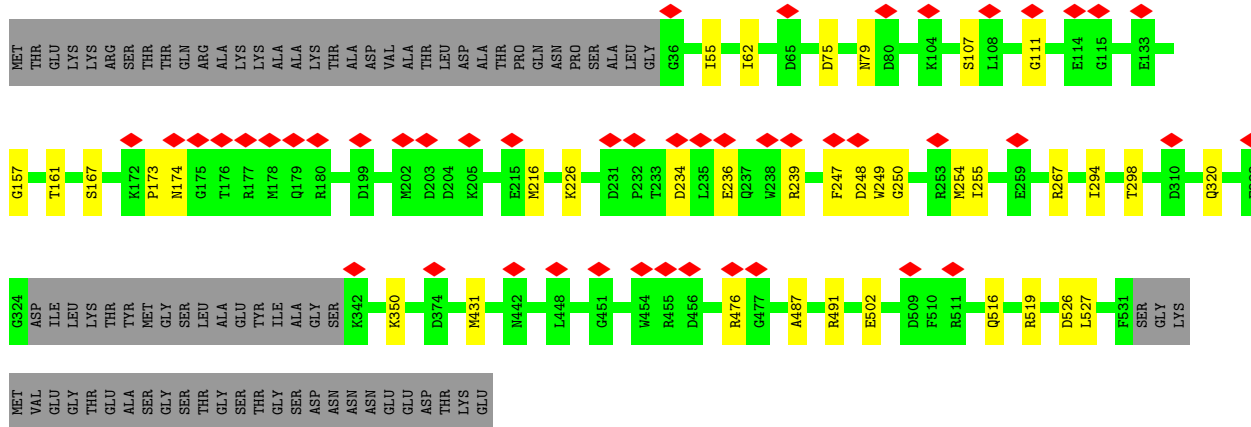 MET THR GLU LYS LYS ARG SER THR THR GLN ARG ALA LYS LYS ALA ALA LYS THR ALA ASP VAL ALA THR LEU ASP ALA THR PRO GLN ASN PRO SER ALA LEU GLY G36 I55 I62 D65 D75 N79 D80 K104 S107 L108 G111 E114 G115 E133
G157 T161 S167 K172 P173 N174 G175 T176 R177 M178 Q179 R180 D199 M202 D203 D204 K205 E215 M216 K226 D231 P232 T233 D234 L235 E236 Q237 W238 R239 F247 D248 W249 G250 R253 M254 I255 E259 R267 I294 T298 D310 Q320
G324 ASP ILE LEU LYS THR TYR MET GLY SER LEU ALA GLU TYR ILE ALA GLY SER K342 K350 D374 M431 N442 L448 G451 W454 R455 D456 R476 G477 A487 R491 E502 D509 F510 R511 Q516 R519 D526 L527 F531 SER GLY LYS
MET VAL GLU GLY THR GLU ALA SER GLY SER THR GLY SER THR GLY SER ASP ASN ASN ASN GLU GLU ASP THR LYS GLU